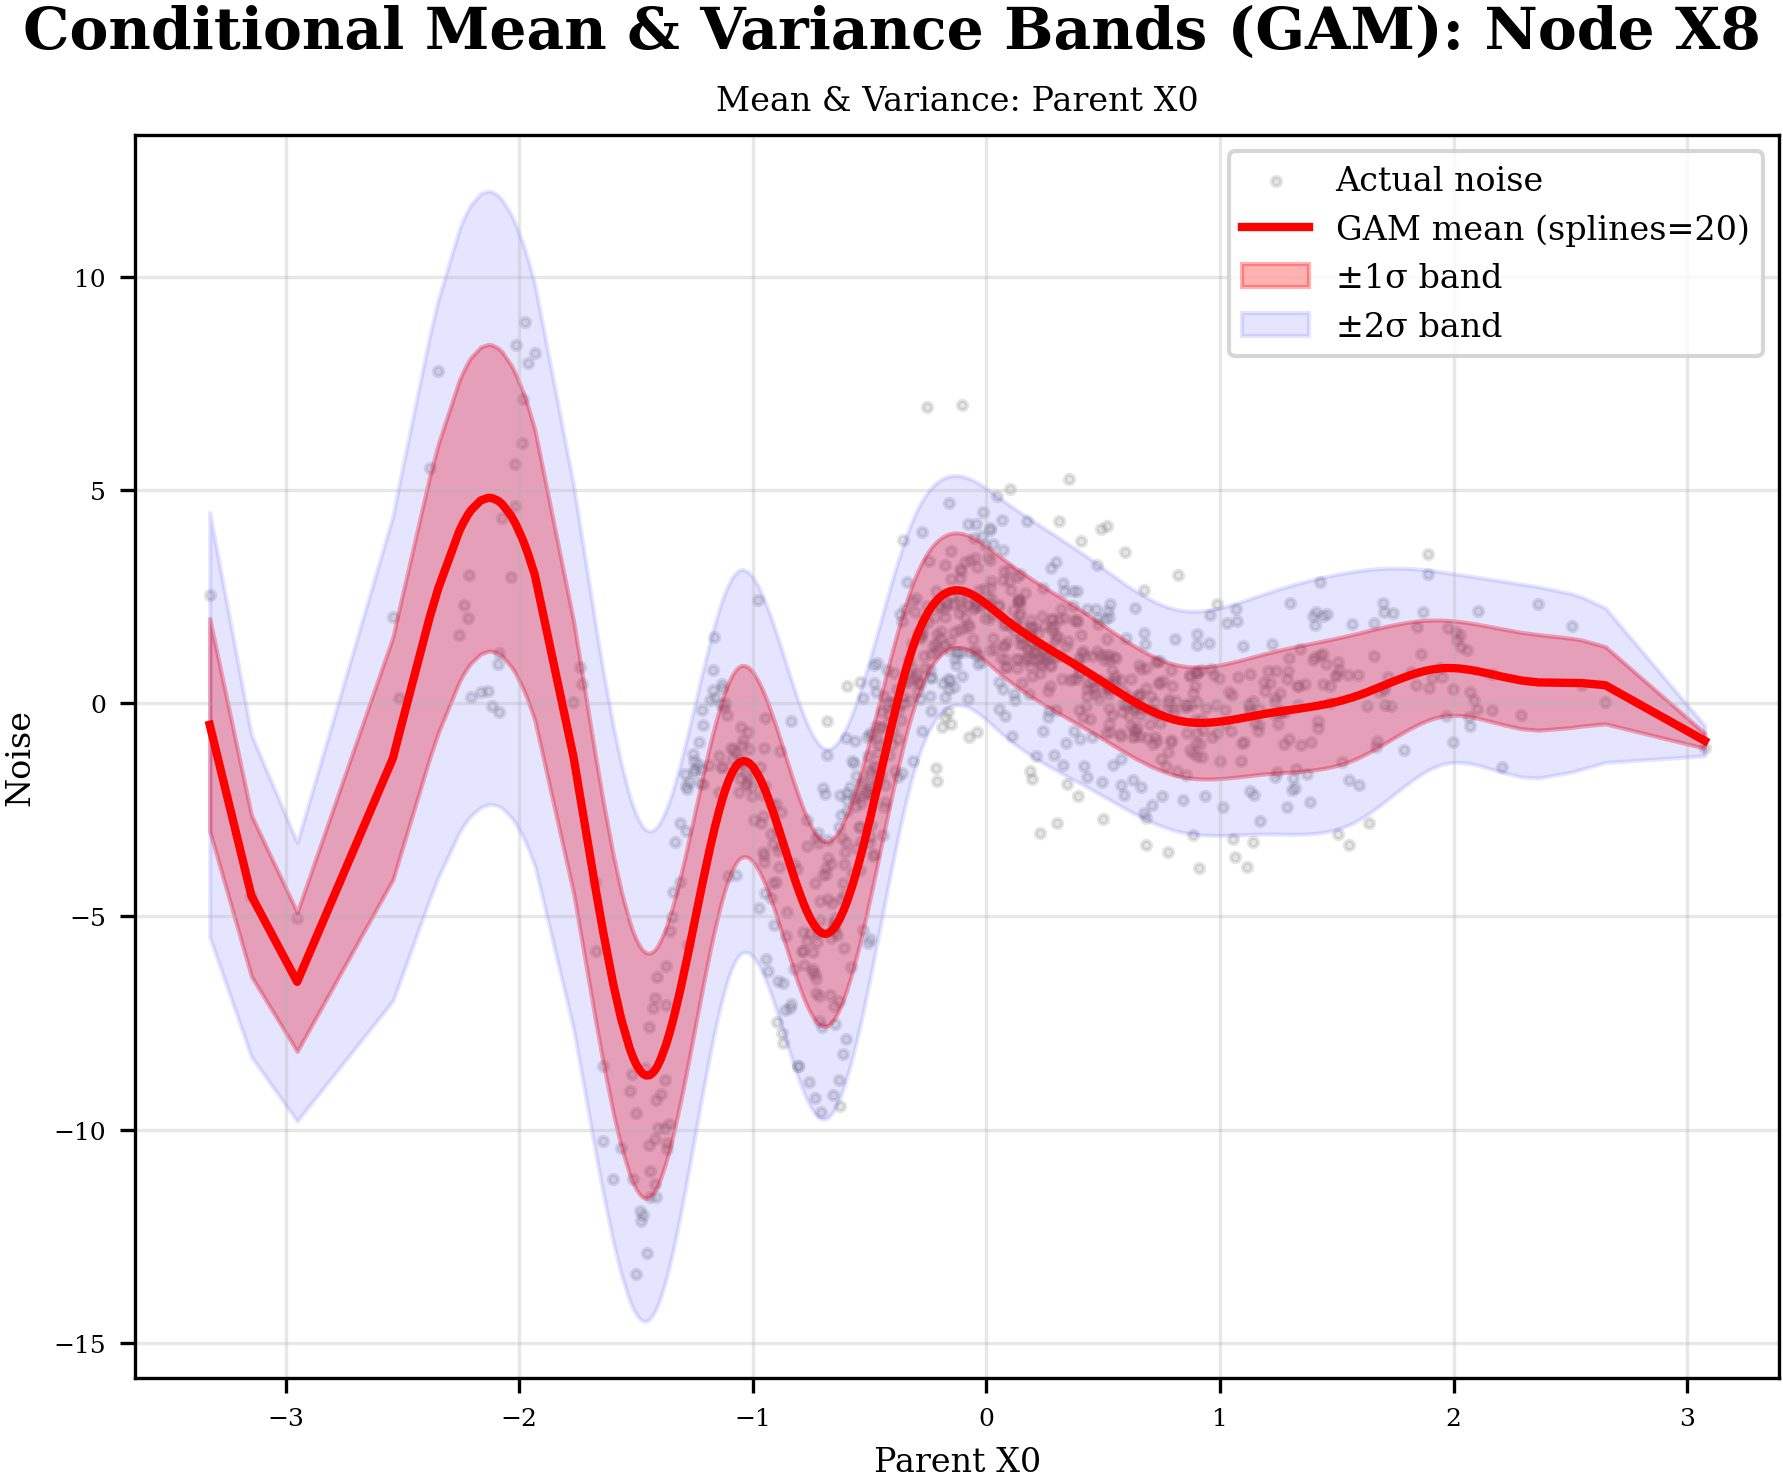 Conditional Mean & Variance Bands (GAM): Node X8
Mean & Variance: Parent X0
Actual noise
GAM mean (splines=20)
±1σ band
±2σ band
10
5
0
−5
−10
−15
Noise
−3
−2
−1
0
1
2
3
Parent X0